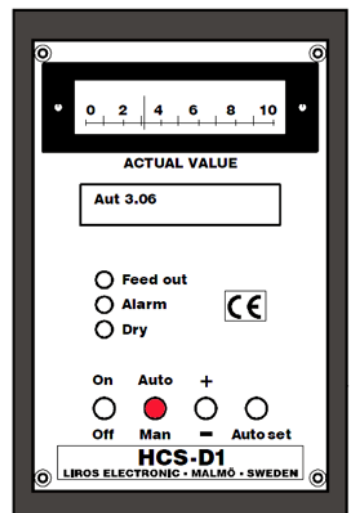 0 2 4 6 8 10
ACTUAL VALUE
Aut 3.06
Feed out
Alarm
Dry
CE
On Auto +
Off Man - Auto set
HCS-D1
LIROS ELECTRONIC • MALMÖ • SWEDEN